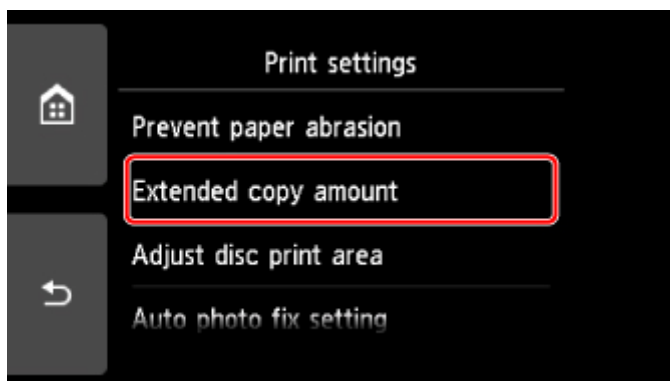 Print settings
Prevent paper abrasion
Extended copy amount
Adjust disc print area
Auto photo fix setting